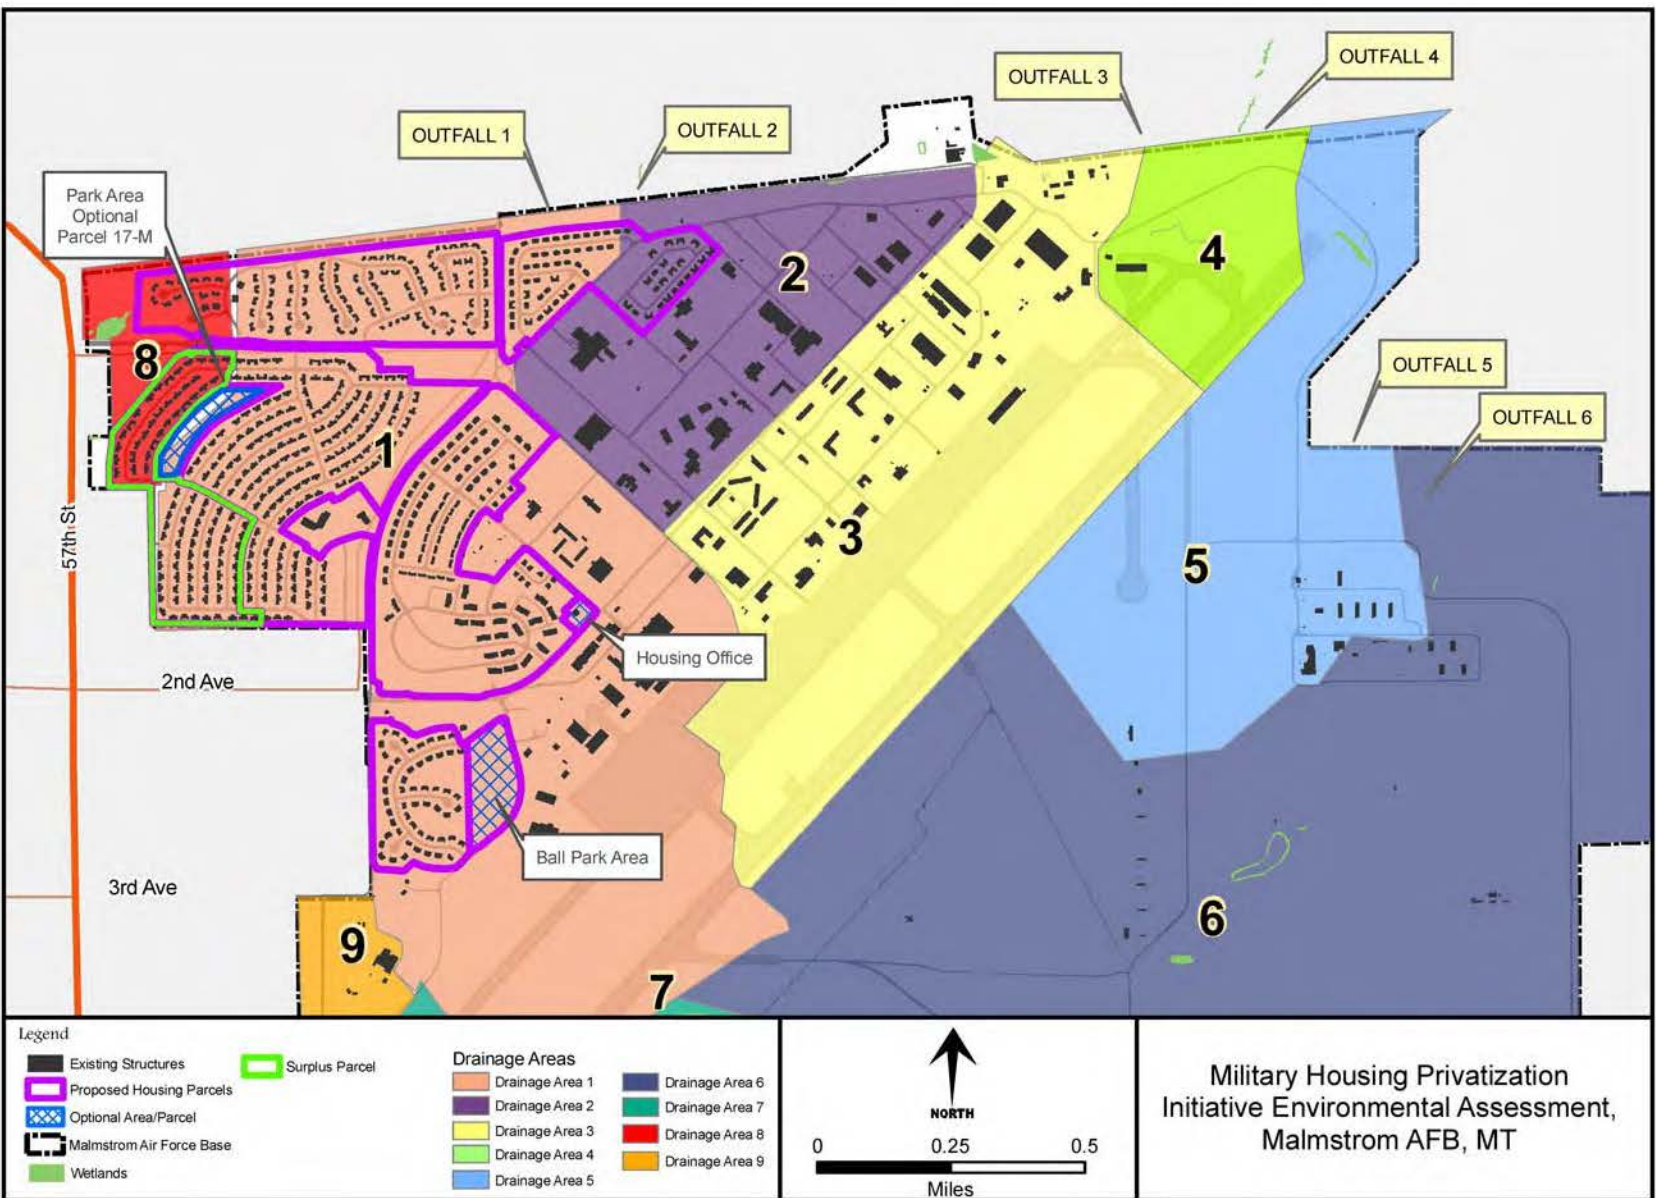 OUTFALL 4
OUTFALL 3
OUTFALL 2
OUTFALL 1
Park Area
Optional
Parcel 17-M
4
2
8
OUTFALL 5
OUTFALL 6
1
3
5
57th St
Housing Office
2nd Ave
Ball Park Area
3rd Ave
6
9
7
Legend
Existing Structures
Proposed Housing Parcels
Optional Area/Parcel
Malmstrom Air Force Base
Wetlands
Surplus Parcel
Drainage Areas
Drainage Area 1
Drainage Area 2
Drainage Area 3
Drainage Area 4
Drainage Area 5
Drainage Area 6
Drainage Area 7
Drainage Area 8
Drainage Area 9
NORTH
0 0.25 0.5
Miles
Military Housing Privatization
Initiative Environmental Assessment,
Malmstrom AFB, MT